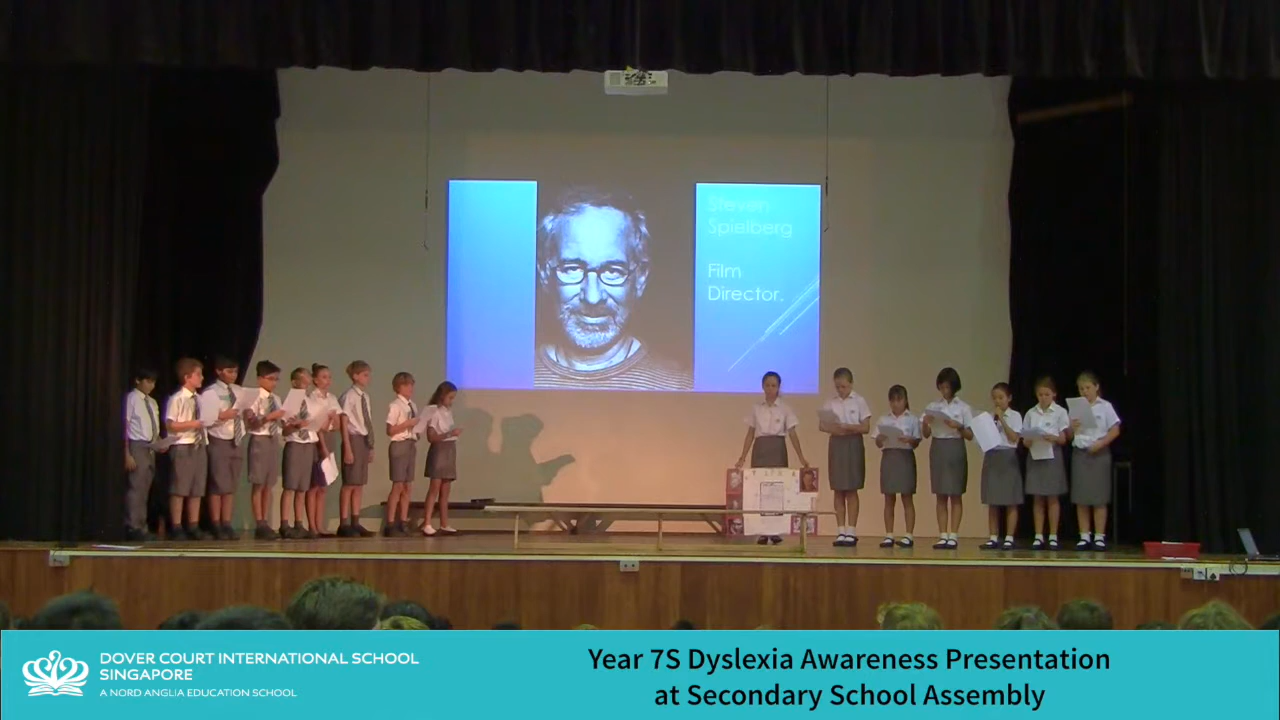 Steven
Spielberg
Film
Director.
DOVER COURT INTERNATIONAL SCHOOL
SINGAPORE
A NORD ANGLIA EDUCATION SCHOOL
Year 7S Dyslexia Awareness Presentation
at Secondary School Assembly